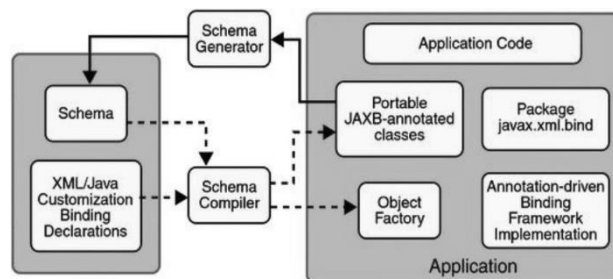 Schema
Generator
Application Code
Schema
Portable
JAXB-annotated
classes
Package
javax.xml.bind
XML/Java
Customization
Binding
Declarations
Schema
Compiler
Object
Factory
Annotation-driven
Binding
Framework
Implementation
Application